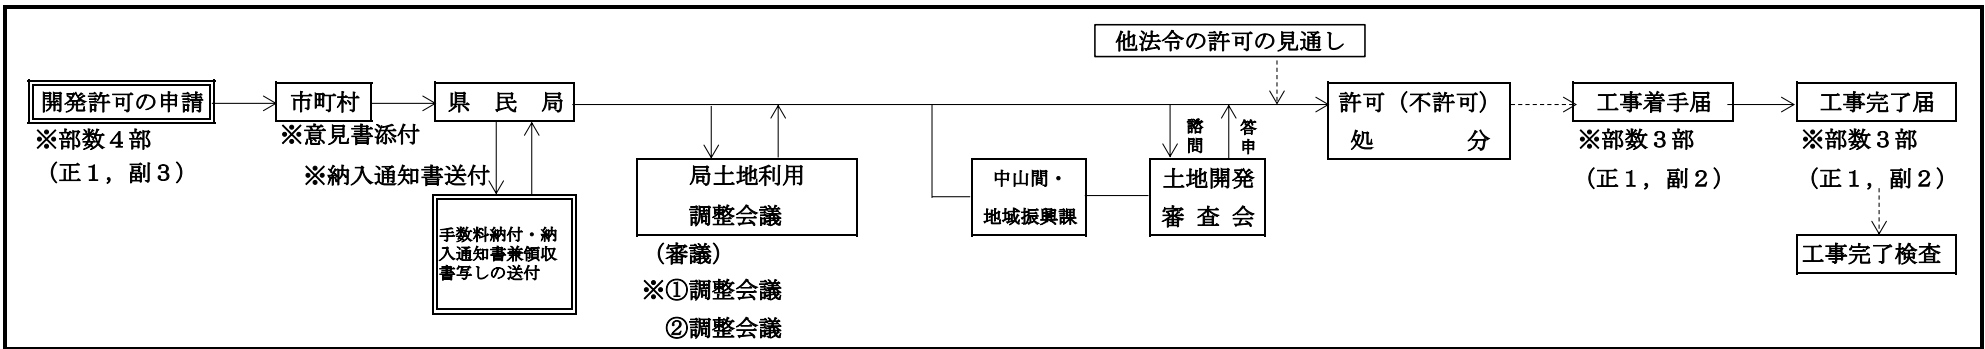 他法令の許可の見通し
開発許可の申請
※部数４部
（正１，副３）
市町村
※意見書添付
県　民　局
※納入通知書送付
手数料納付・納
入通知書兼領収
書写しの送付
局土地利用
調整会議
（審議）
※①調整会議
②調整会議
中山間・
地域振興課
諮問
答申
土地開発
審 査 会
許可（不許可）
処　　　　分
工事着手届
※部数３部
（正１，副２）
工事完了届
※部数３部
（正１，副２）
工事完了検査